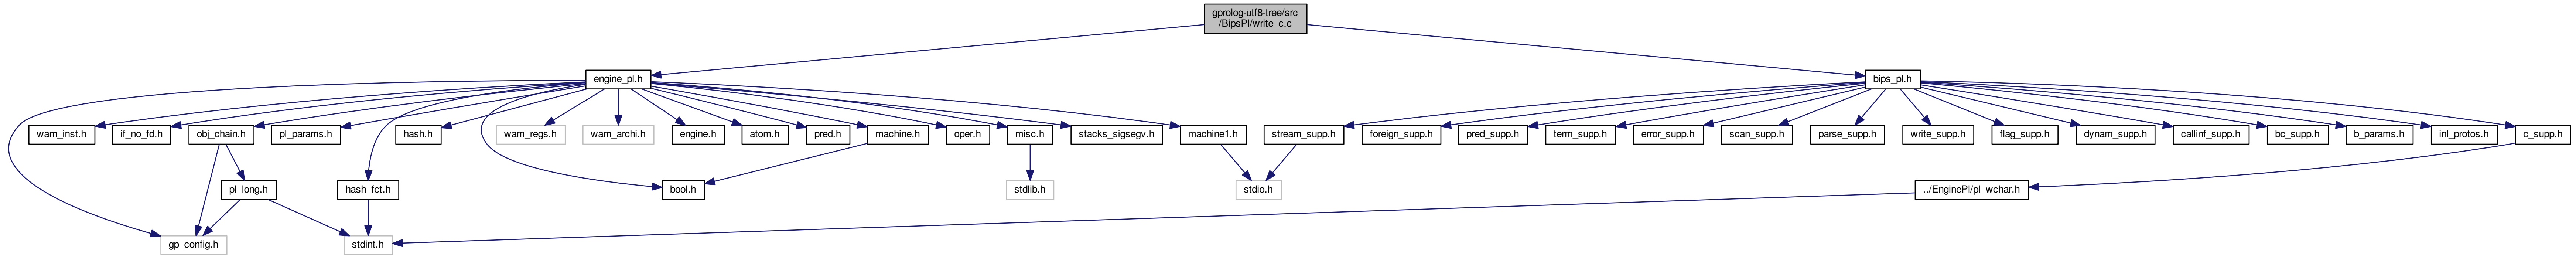 gprolog-utf8-tree/src
/BipsPl/write_c.c
engine_pl.h
bips_pl.h
wam_inst.h
if_no_fd.h
obj_chain.h
pl_params.h
hash.h
wam_regs.h
wam_archi.h
engine.h
atom.h
pred.h
machine.h
oper.h
misc.h
stacks_sigsegv.h
machine1.h
stream_supp.h
foreign_supp.h
pred_supp.h
term_supp.h
error_supp.h
scan_supp.h
parse_supp.h
write_supp.h
flag_supp.h
dynam_supp.h
callinf_supp.h
bc_supp.h
b_params.h
inl_protos.h
c_supp.h
pl_long.h
hash_fct.h
bool.h
stdlib.h
stdio.h
../EnginePl/pl_wchar.h
gp_config.h
stdint.h